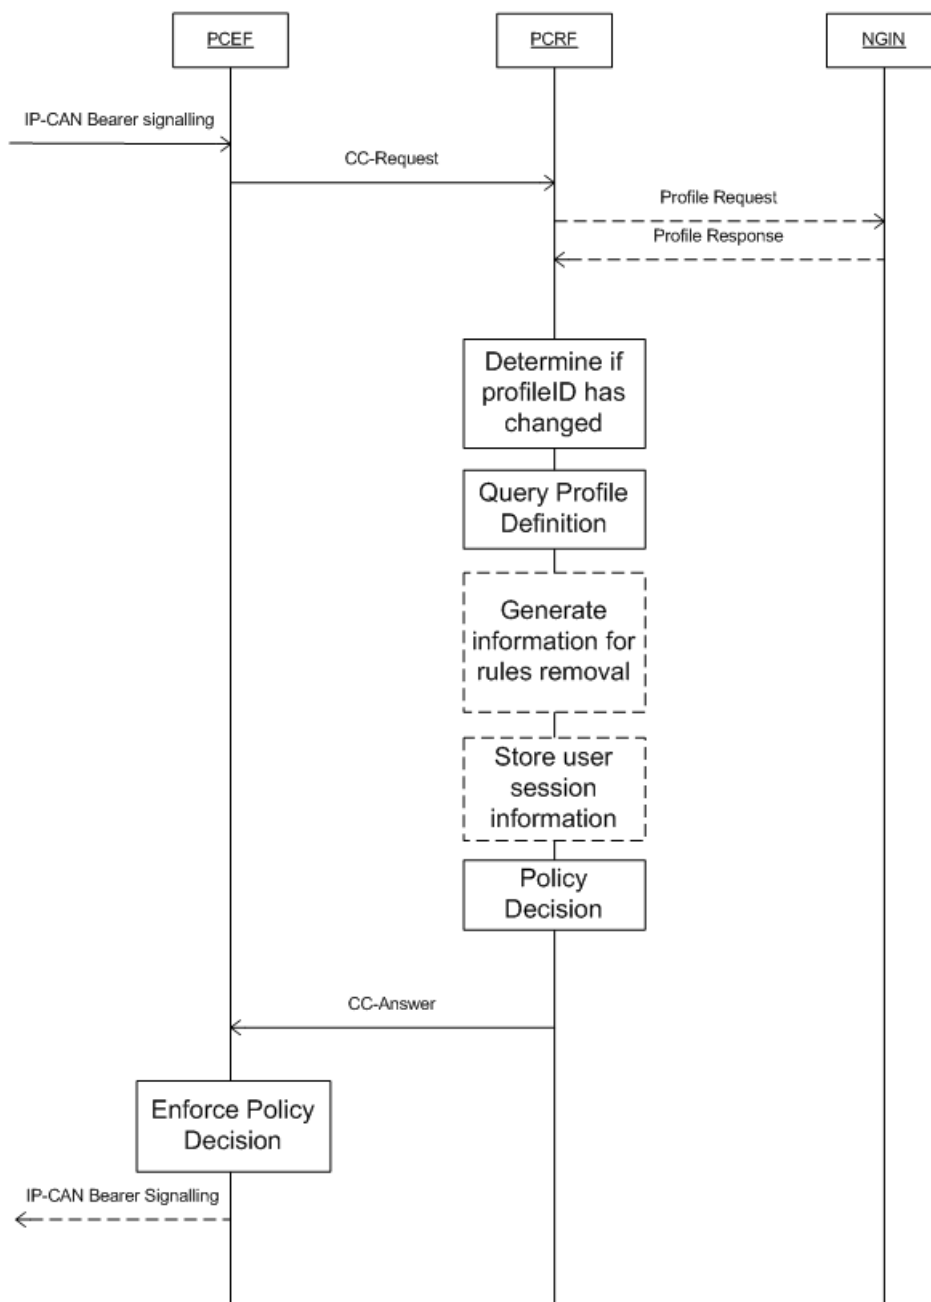 PCEF
PCRF
NGIN
IP-CAN Bearer signalling
CC-Request
Profile Request
Profile Response
Determine if
profileID has
changed
Query Profile
Definition
Generate
information for
rules removal
Store user
session
information
Policy
Decision
CC-Answer
Enforce Policy
Decision
IP-CAN Bearer Signalling